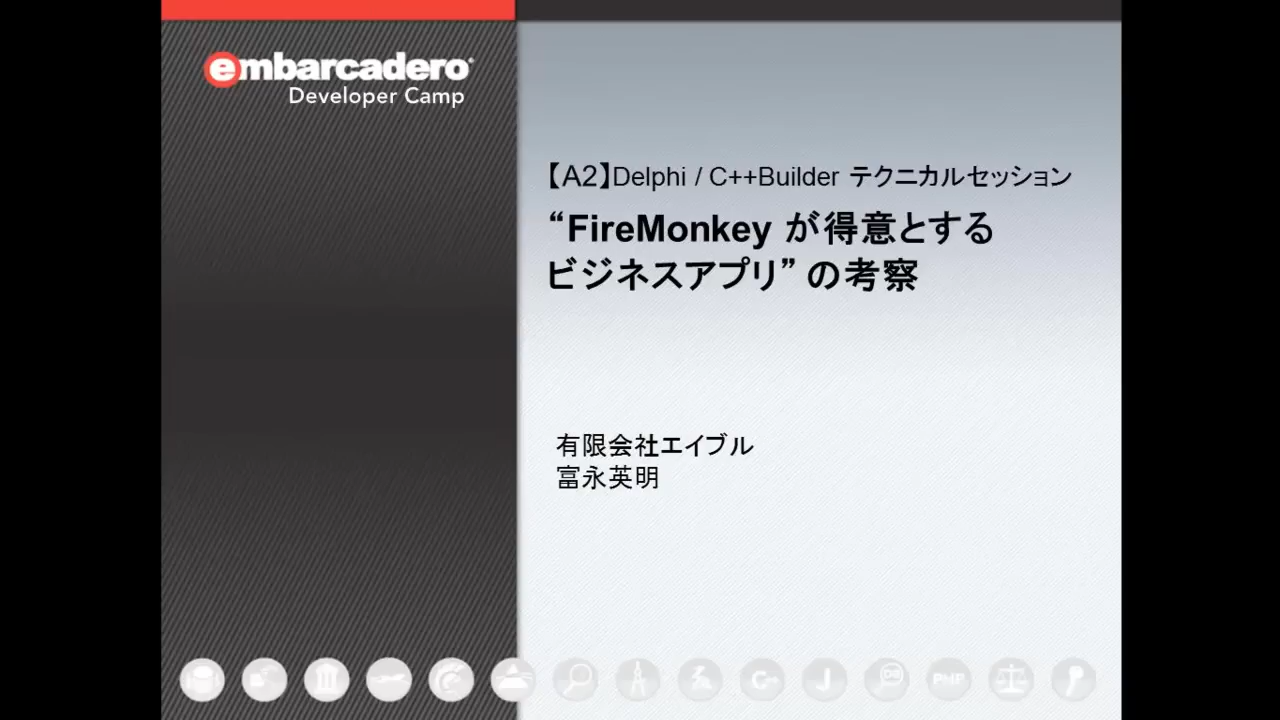 embarcadero
Developer Camp
【A2】Delphi / C++Builder テクニカルセッション
“FireMonkey が得意とする
ビジネスアプリ” の考察
有限会社エイブル
富永英明
C++ J DB PHP